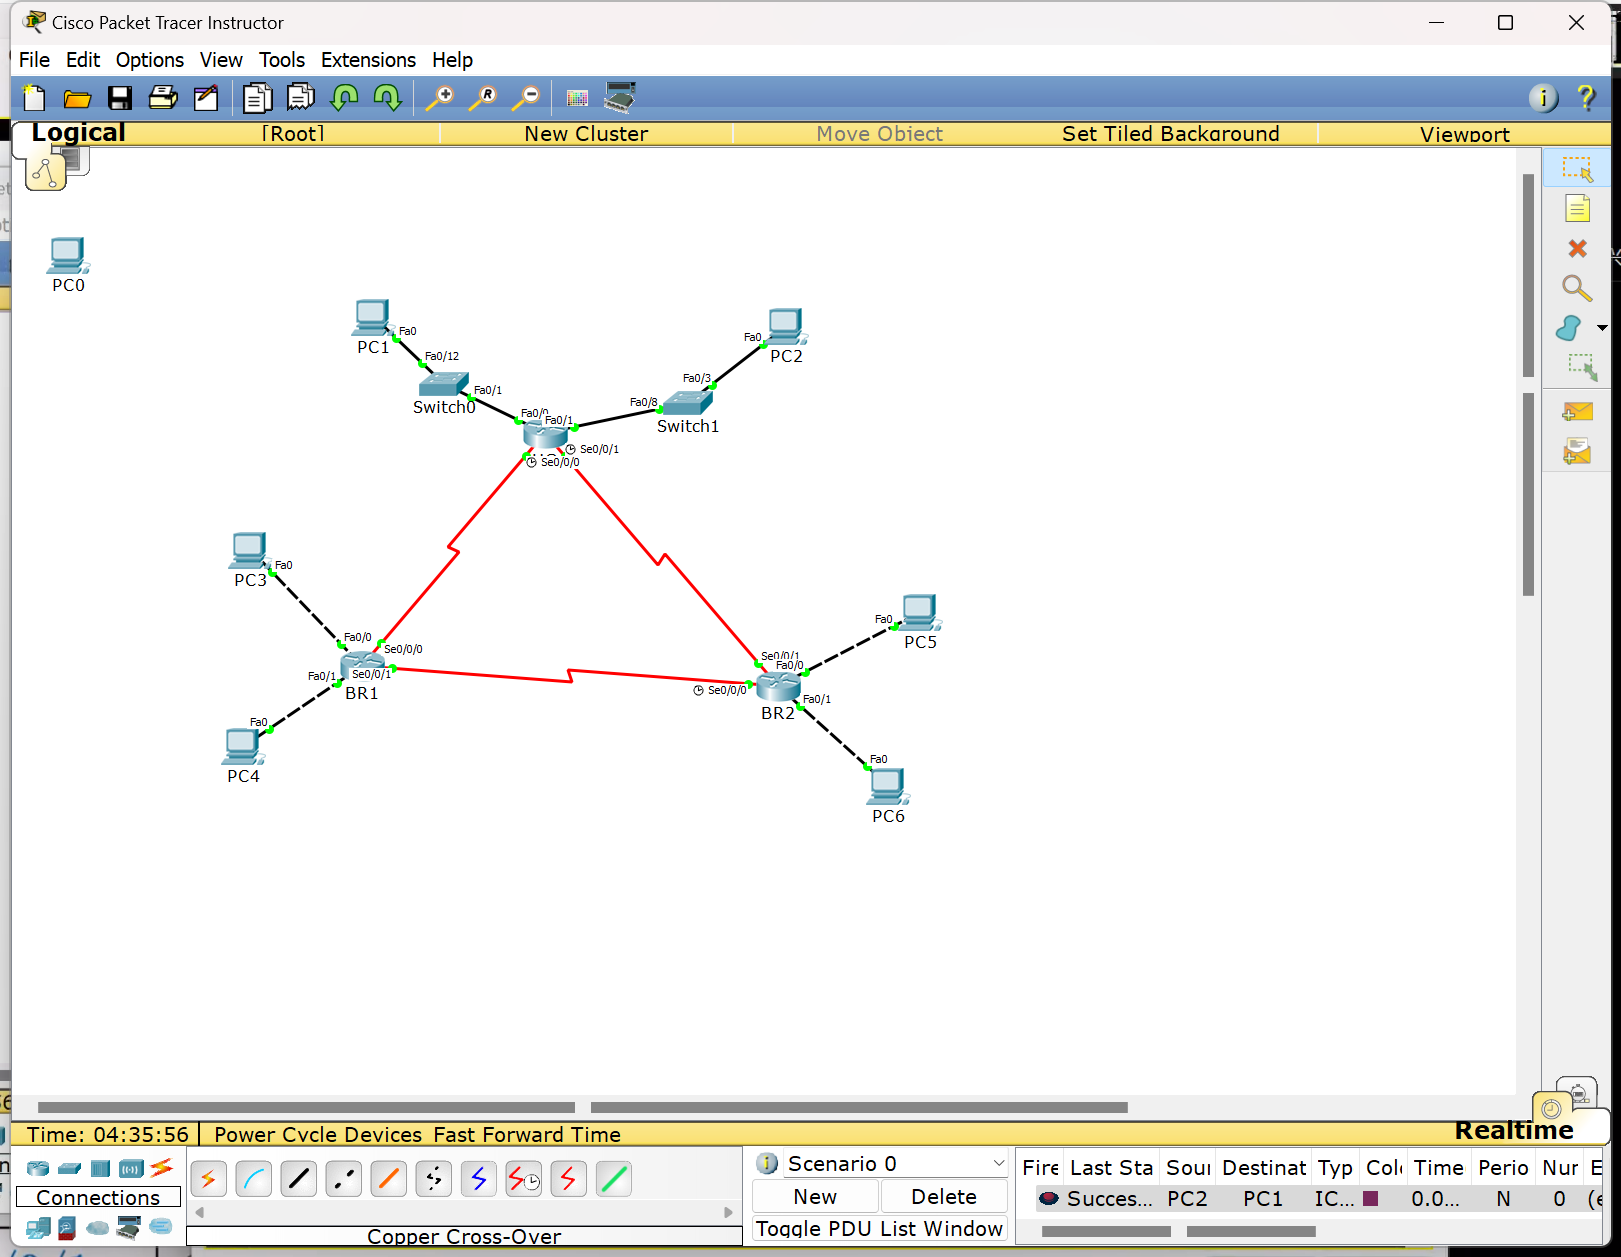 Cisco Packet Tracer Instructor
File Edit Options View Tools Extensions Help
Logical [Root] New Cluster Move Object Set Tiled Background Viewport
PC0
PC1
Fa0
Fa0/12
Switch0
Fa0/1
Fa0/0
Fa0/1
PC2
Fa0
Fa0/3
Fa0/8
Switch1
Se0/0/1
Se0/0/0
PC3
Fa0
Fa0/0
Se0/0/0
Fa0/1
Se0/0/1
BR1
Fa0
PC4
PC5
Fa0
Se0/0/1
Fa0/0
Se0/0/0
BR2
Fa0/1
Fa0
PC6
Time: 04:35:56 Power Cycle Devices Fast Forward Time
Realtime
Connections
Copper Cross-Over
Scenario 0
New Delete
Toggle PDU List Window
Fire Last Sta Sour Destinat Typ Col Time Perio Nur E
Succes... PC2 PC1 IC... 0.0... N 0 (e